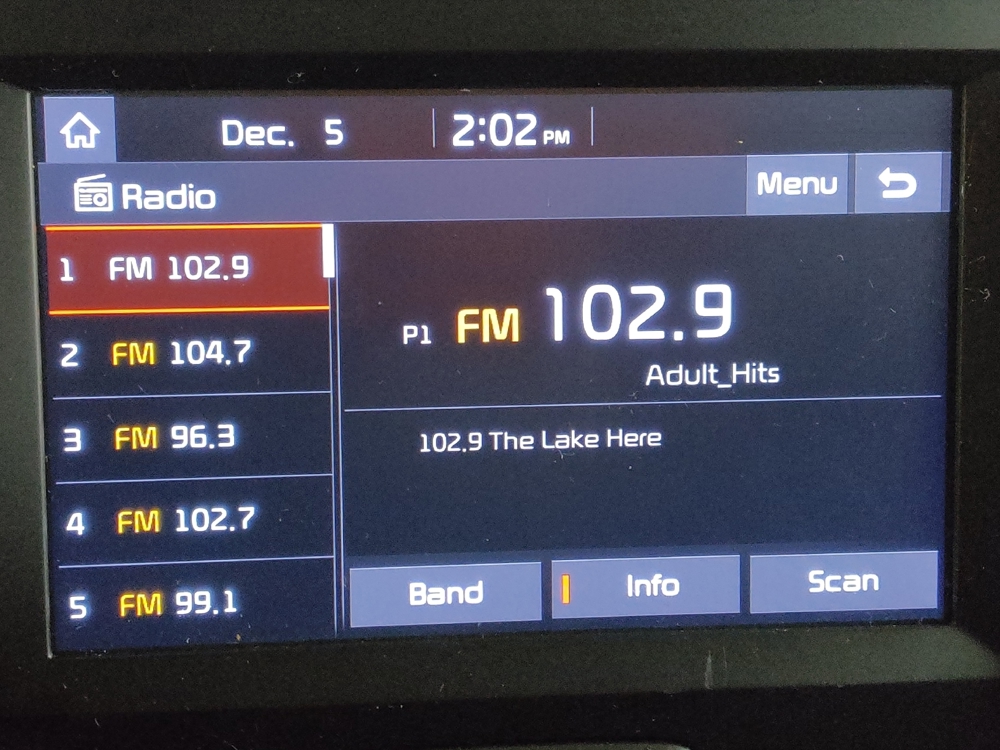 Dec. 5 2:02 PM
Radio Menu
1 FM 102.9
2 FM 104.7
3 FM 96.3
4 FM 102.7
5 FM 99.1
P1 FM 102.9
Adult_Hits
102.9 The Lake Here
Band Info Scan